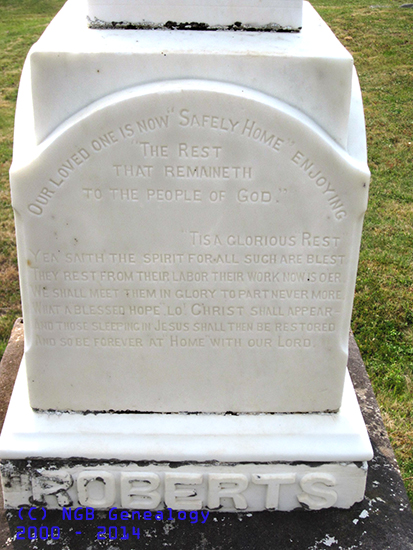 OUR LOVED ONE IS NOW "SAFELY HOME" ENJOYING
"THE REST
THAT REMAINETH
TO THE PEOPLE OF GOD."
'TIS A GLORIOUS REST
YEA" SAITH THE SPIRIT FOR ALL SUCH ARE BLEST
THEY REST FROM THEIR LABOR THEIR WORK NOW IS OER
WE SHALL MEET THEM IN GLORY TO PART NEVER MORE
WHAT A BLESSED HOPE LO! CHRIST SHALL APPEAR
AND THOSE SLEEPING IN JESUS SHALL THEN BE RESTORED
AND SO BE FOREVER AT HOME WITH OUR LORD.
ROBERTS
(C) NGB Genealogy
2000 - 2014